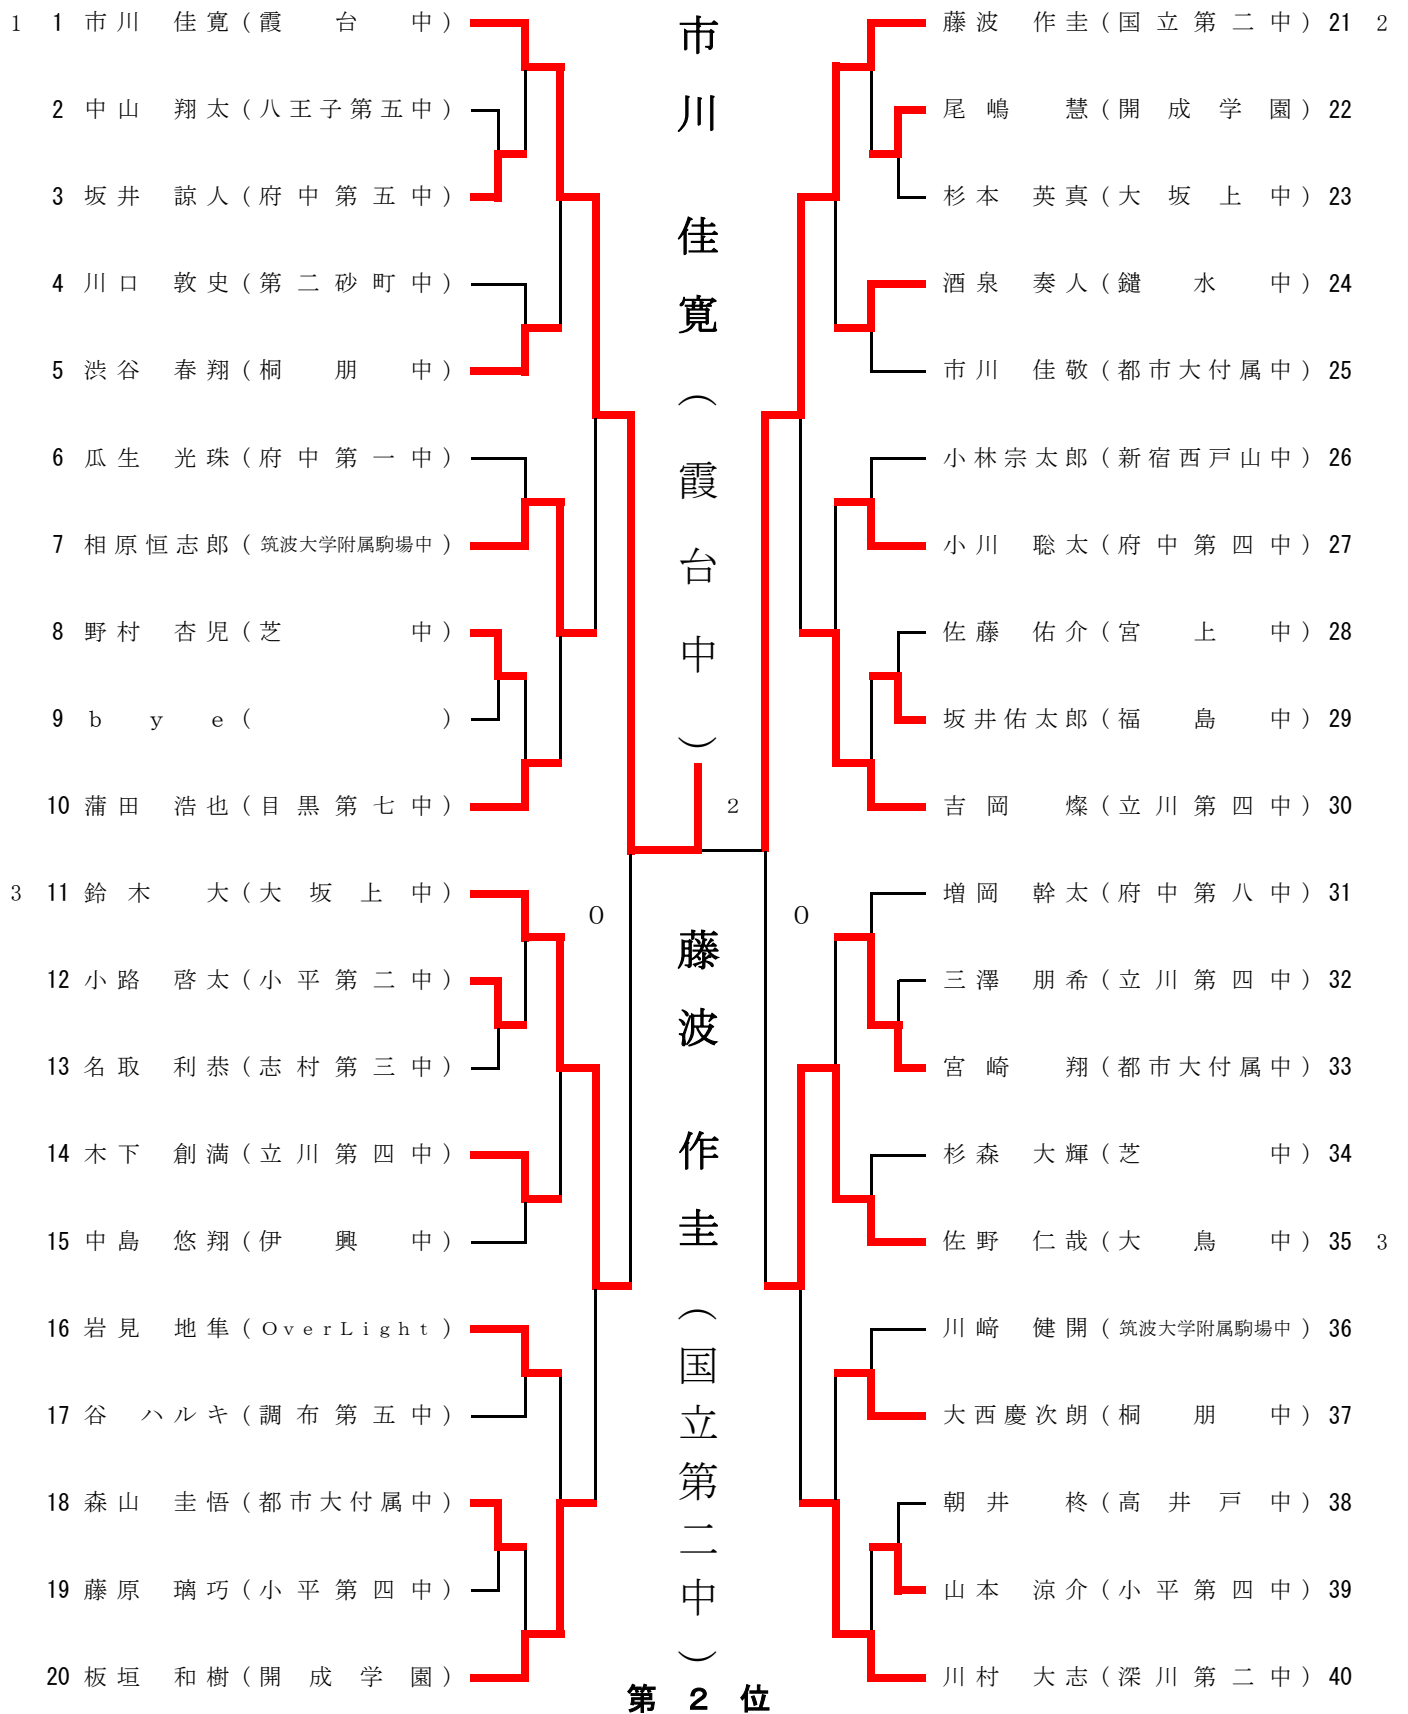 1 1 市川 佳寛(霞台中)
2 中山 翔太(八王子第五中)
3 坂井 諒人(府中第五中)
4 川口 敦史(第二砂町中)
5 渋谷 春翔(桐朋中)
6 瓜生 光珠(府中第一中)
7 相原恒志郎(筑波大学附属駒場中)
8 野村 杏児(芝中)
9 ｂｙｅ( )
10 蒲田 浩也(目黒第七中)
3 11 鈴木 大(大坂上中)
12 小路 啓太(小平第二中)
13 名取 利恭(志村第三中)
14 木下 創満(立川第四中)
15 中島 悠翔(伊興中)
16 岩見 地隼(ＯｖｅｒＬｉｇｈｔ)
17 谷 ハルキ(調布第五中)
18 森山 圭悟(都市大付属中)
19 藤原 璃巧(小平第四中)
20 板垣 和樹(開成学園)
市川 佳寛(霞台中)
2
0
0
藤波 作圭(国立第二中)
第２位
藤波 作圭(国立第二中) 21 2
尾嶋 慧(開成学園) 22
杉本 英真(大坂上中) 23
酒泉 奏人(鑓水中) 24
市川 佳敬(都市大付属中) 25
小林宗太郎(新宿西戸山中) 26
小川 聡太(府中第四中) 27
佐藤 佑介(宮上中) 28
坂井佑太郎(福島中) 29
吉岡 燦(立川第四中) 30
増岡 幹太(府中第八中) 31
三澤 朋希(立川第四中) 32
宮崎 翔(都市大付属中) 33
杉森 大輝(芝中) 34
佐野 仁哉(大鳥中) 35 3
川﨑 健開(筑波大学附属駒場中) 36
大西慶次朗(桐朋中) 37
朝井 柊(高井戸中) 38
山本 涼介(小平第四中) 39
川村 大志(深川第二中) 40